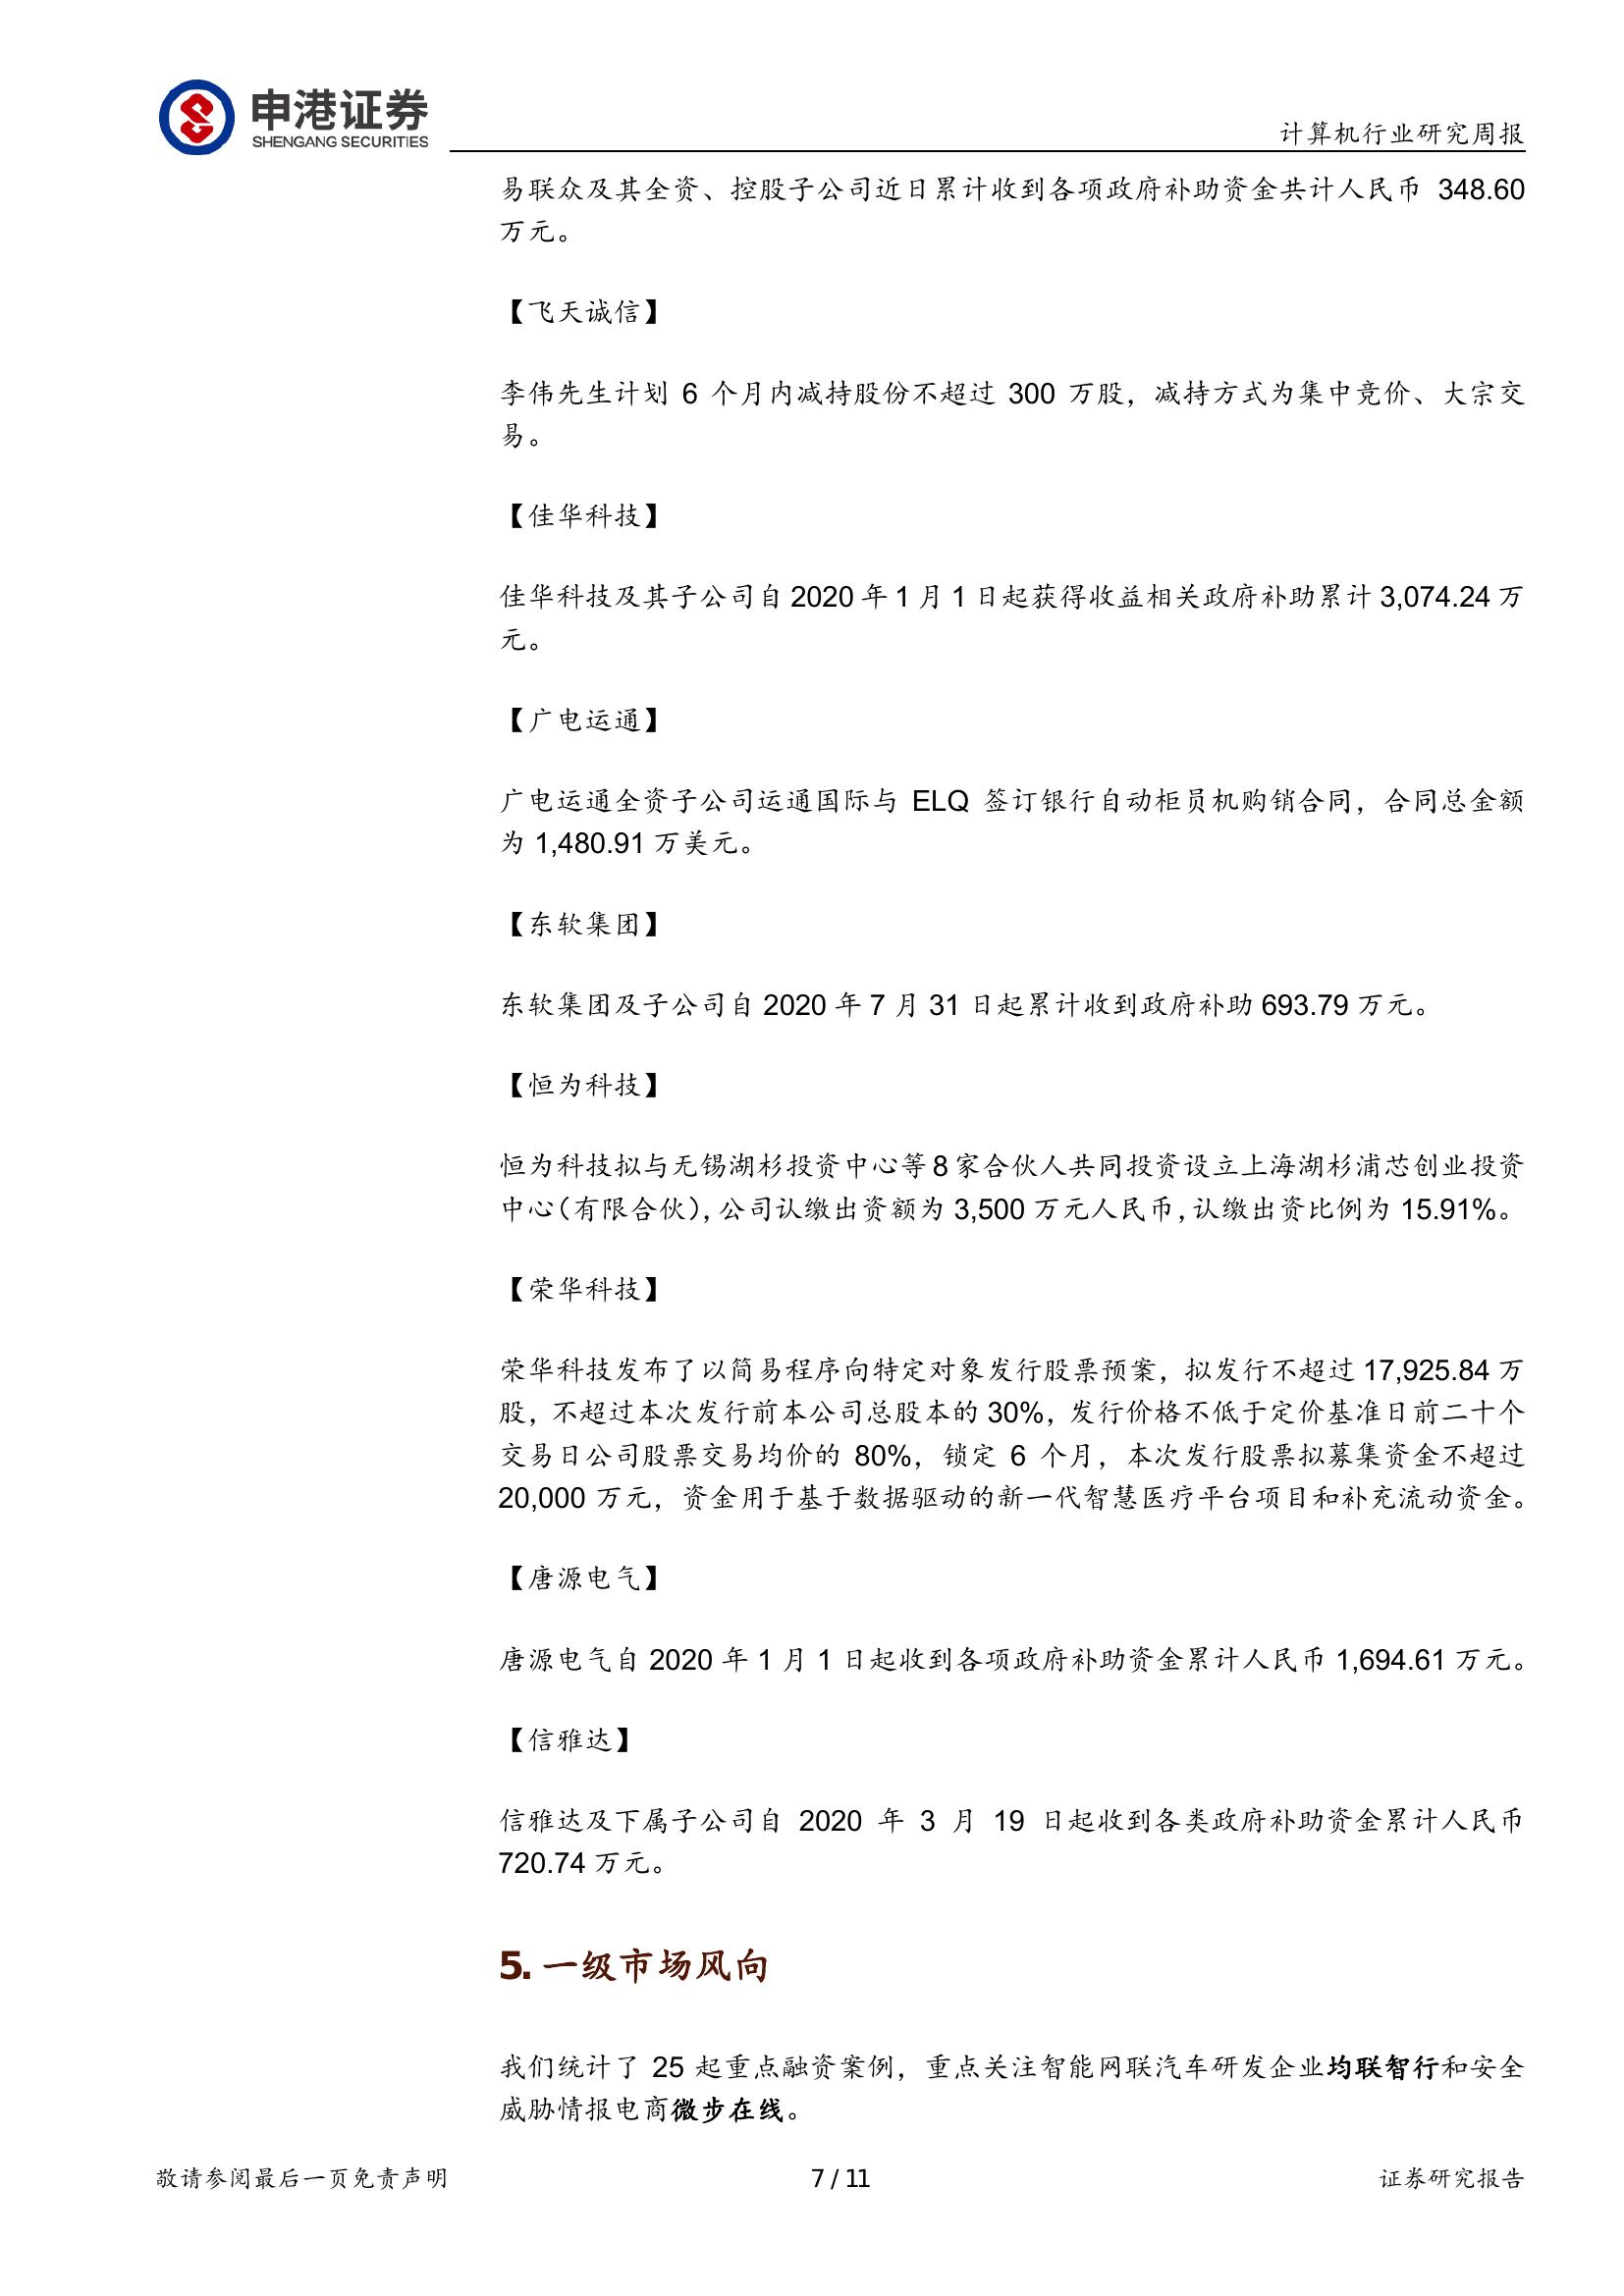 申港证券
SHENGANG SECURITIES
计算机行业研究周报
易联众及其全资、控股子公司近日累计收到各项政府补助资金共计人民币 348.60
万元。
【飞天诚信】
李伟先生计划 6 个月内减持股份不超过 300 万股，减持方式为集中竞价、大宗交
易。
【佳华科技】
佳华科技及其子公司自 2020 年 1 月 1 日起获得收益相关政府补助累计 3,074.24 万
元。
【广电运通】
广电运通全资子公司运通国际与 ELQ 签订银行自动柜员机购销合同，合同总金额
为 1,480.91 万美元。
【东软集团】
东软集团及子公司自 2020 年 7 月 31 日起累计收到政府补助 693.79 万元。
【恒为科技】
恒为科技拟与无锡湖杉投资中心等 8 家合伙人共同投资设立上海湖杉浦芯创业投资
中心（有限合伙），公司认缴出资额为 3,500 万元人民币，认缴出资比例为 15.91%。
【荣华科技】
荣华科技发布了以简易程序向特定对象发行股票预案，拟发行不超过 17,925.84 万
股，不超过本次发行前本公司总股本的 30%，发行价格不低于定价基准日前二十个
交易日公司股票交易均价的 80%，锁定 6 个月，本次发行股票拟募集资金不超过
20,000 万元，资金用于基于数据驱动的新一代智慧医疗平台项目和补充流动资金。
【唐源电气】
唐源电气自 2020 年 1 月 1 日起收到各项政府补助资金累计人民币 1,694.61 万元。
【信雅达】
信雅达及下属子公司自 2020 年 3 月 19 日起收到各类政府补助资金累计人民币
720.74 万元。
5. 一级市场风向
我们统计了 25 起重点融资案例，重点关注智能网联汽车研发企业均联智行和安全
威胁情报电商微步在线。
敬请参阅最后一页免责声明
7 / 11
证券研究报告